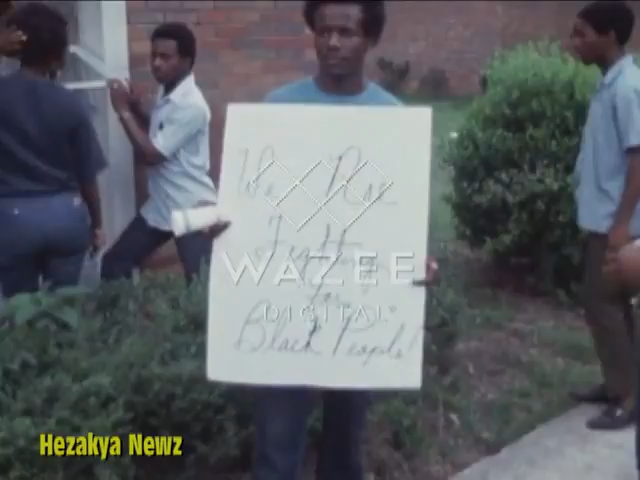 We
WAZEE
DIGITAL®
for
Black People!
Hezakya Newz